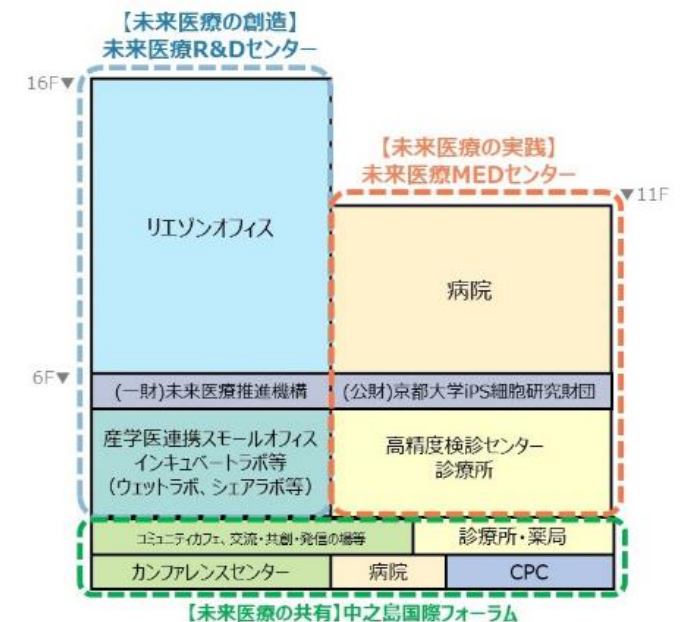 【未来医療の創造】
未来医療R&Dセンター
16F▼
【未来医療の実践】
未来医療MEDセンター
▼11F
リエゾンオフィス
病院
6F▼
(一財)未来医療推進機構
(公財)京都大学iPS細胞研究財団
産学医連携スモールオフィス
インキュベートラボ等
(ウェットラボ、シェアラボ等)
高精度検診センター
診療所
コミュニティカフェ、交流・共創・発信の場等
診療所・薬局
カンファレンスセンター
病院
CPC
【未来医療の共有】中之島国際フォーラム